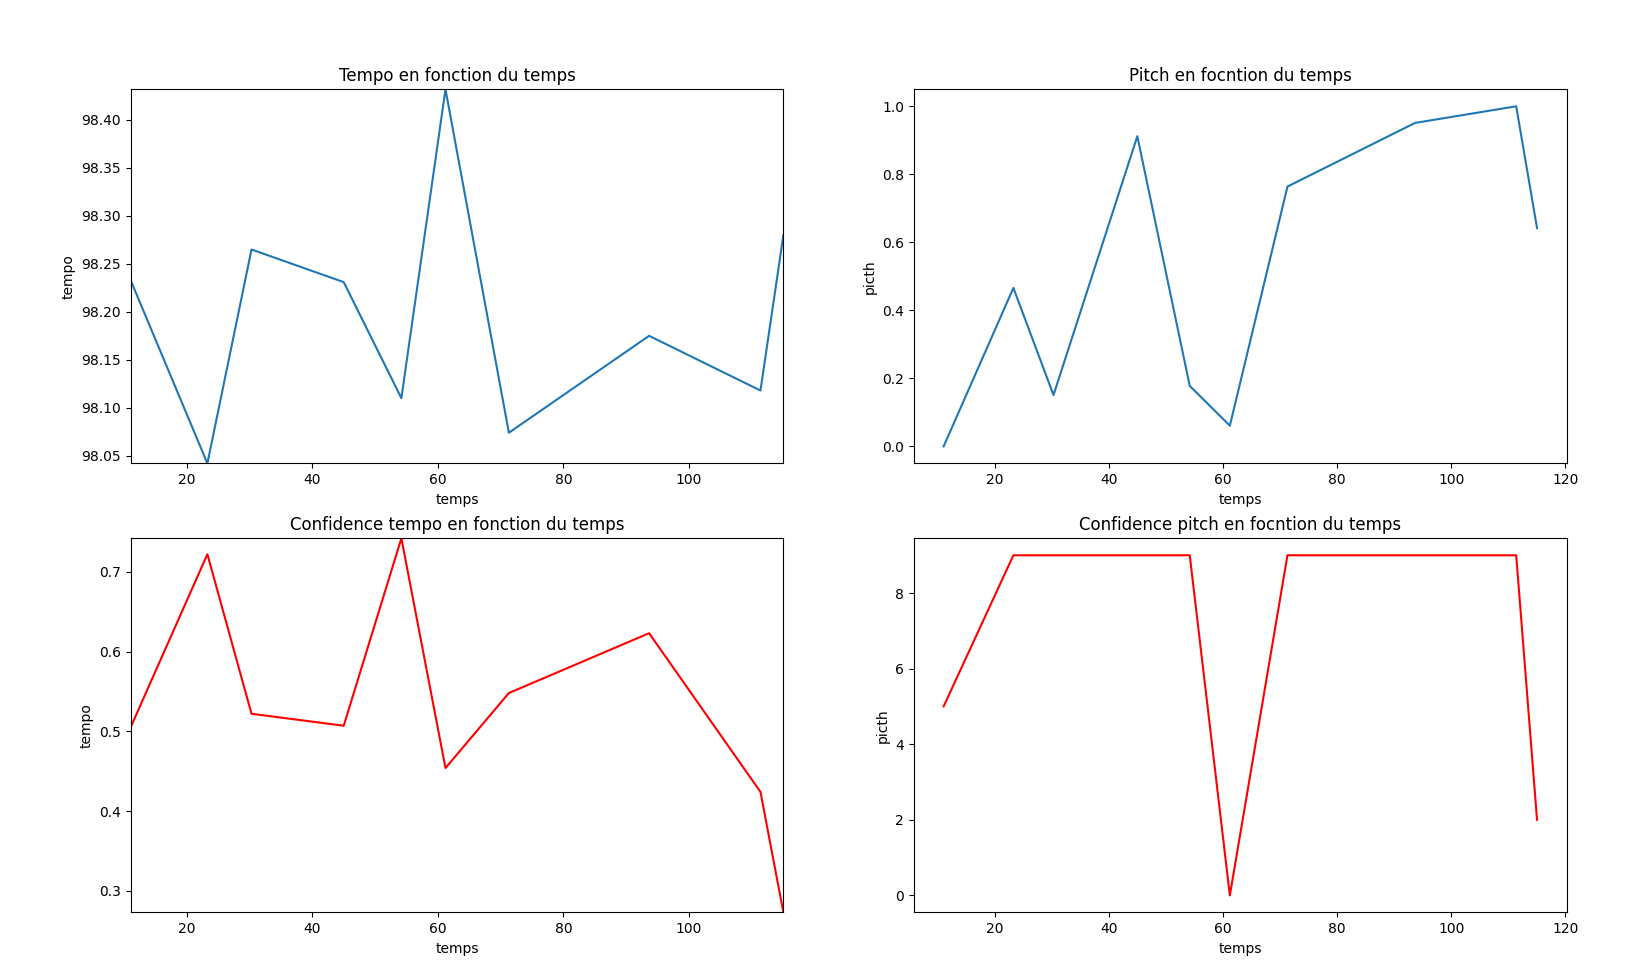 Tempo en fonction du temps
98.40
98.35
98.30
98.25
98.20
98.15
98.10
98.05
tempo
20 40 60 80 100
temps
Pitch en focntion du temps
1.0
0.8
0.6
0.4
0.2
0.0
picth
20 40 60 80 100 120
temps
Confidence tempo en fonction du temps
0.7
0.6
0.5
0.4
0.3
tempo
20 40 60 80 100
temps
Confidence pitch en focntion du temps
8
6
4
2
0
picth
20 40 60 80 100 120
temps